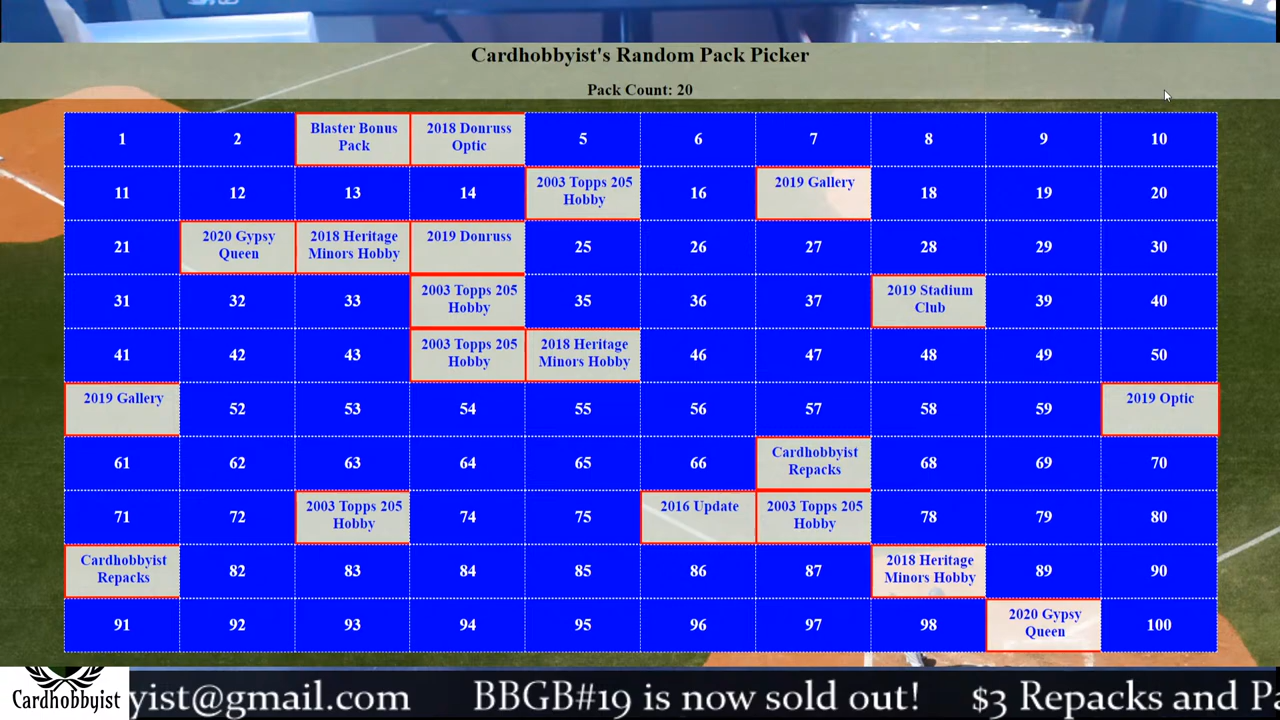 Cardhobbyist's Random Pack Picker
Pack Count: 20
1 2 Blaster Bonus Pack 2018 Donruss Optic 5 6 7 8 9 10
11 12 13 14 2003 Topps 205 Hobby 16 2019 Gallery 18 19 20
21 2020 Gypsy Queen 2018 Heritage Minors Hobby 2019 Donruss 25 26 27 28 29 30
31 32 33 2003 Topps 205 Hobby 35 36 37 2019 Stadium Club 39 40
41 42 43 2003 Topps 205 Hobby 2018 Heritage Minors Hobby 46 47 48 49 50
2019 Gallery 52 53 54 55 56 57 58 59 2019 Optic
61 62 63 64 65 66 Cardhobbyist Repacks 68 69 70
71 72 2003 Topps 205 Hobby 74 75 2016 Update 2003 Topps 205 Hobby 78 79 80
Cardhobbyist Repacks 82 83 84 85 86 87 2018 Heritage Minors Hobby 89 90
91 92 93 94 95 96 97 98 2020 Gypsy Queen 100
Cardhobbyist
yist@gmail.com BBGB#19 is now sold out! $3 Repacks and P